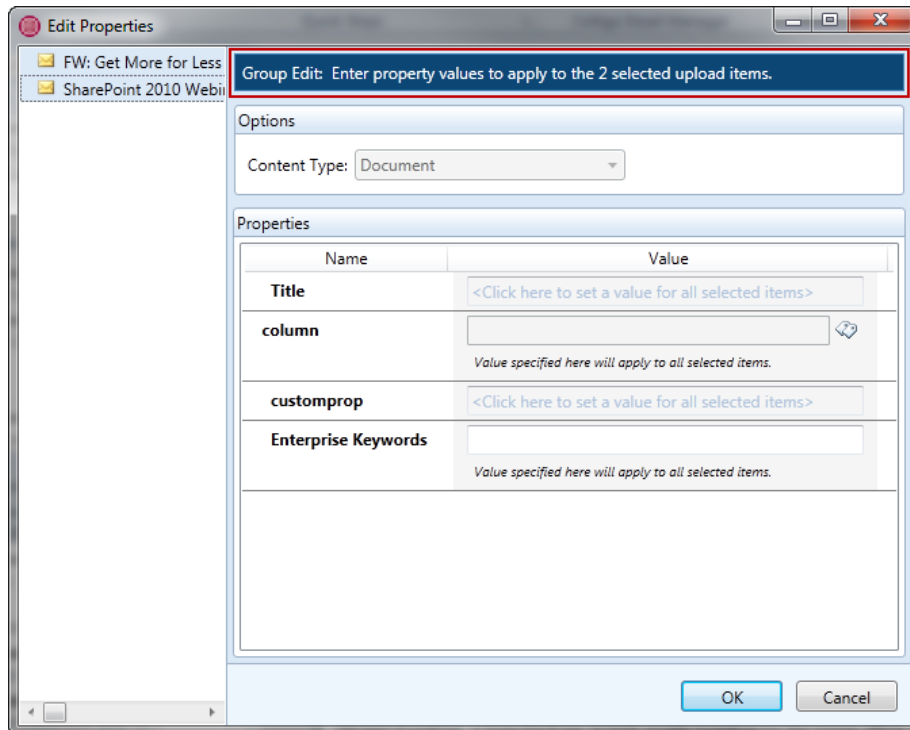 Edit Properties
FW: Get More for Less
SharePoint 2010 Webi
Group Edit: Enter property values to apply to the 2 selected upload items.
Options
Content Type: Document
Properties
Name Value
Title <Click here to set a value for all selected items>
column
Value specified here will apply to all selected items.
customprop <Click here to set a value for all selected items>
Enterprise Keywords
Value specified here will apply to all selected items.
OK Cancel